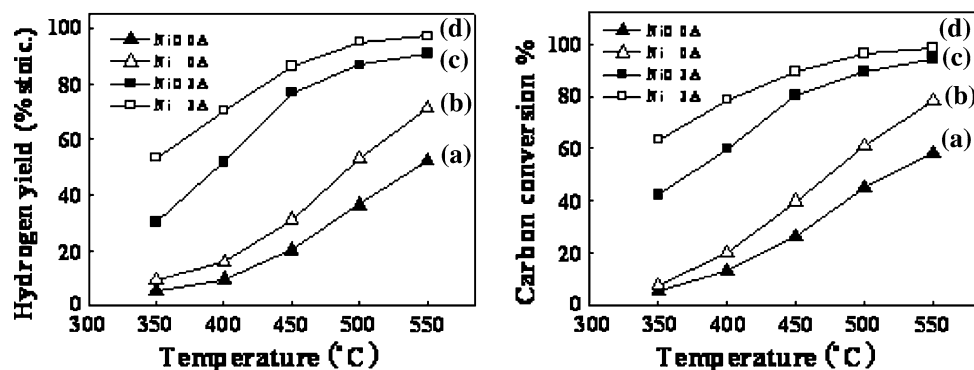 Hydrogen yield (% stoic.)
100
80
60
40
20
0
300 350 400 450 500 550
Temperature (°C)
(d)
(c)
(b)
(a)
Carbon conversion %
100
80
60
40
20
0
300 350 400 450 500 550
Temperature (°C)
(d)
(c)
(b)
(a)